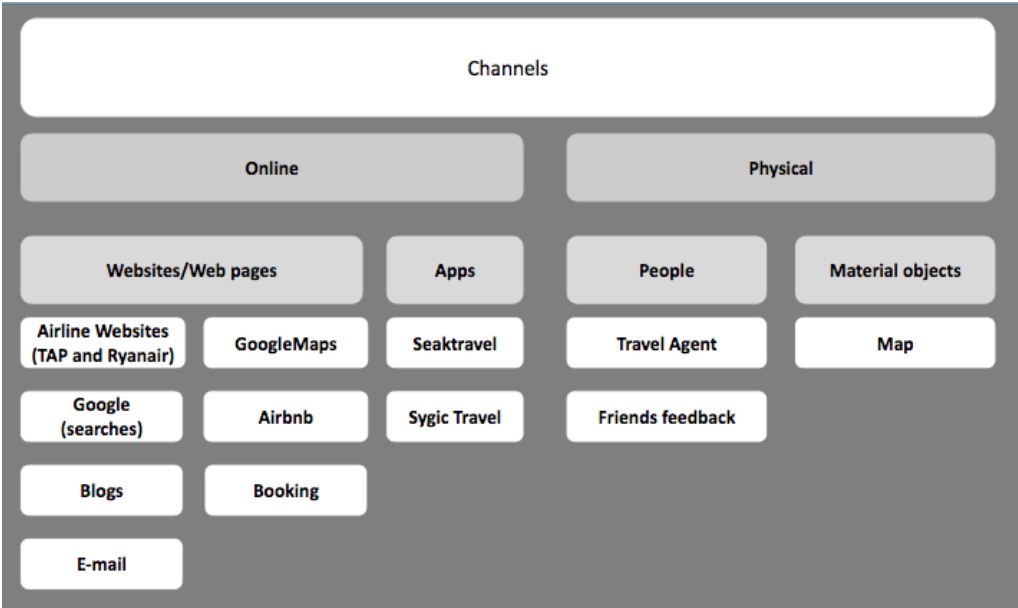 Channels
Online
Physical
Websites/Web pages
Apps
People
Material objects
Airline Websites
(TAP and Ryanair)
GoogleMaps
Seaktravel
Travel Agent
Map
Google
(searches)
Airbnb
Sygic Travel
Friends feedback
Blogs
Booking
E-mail